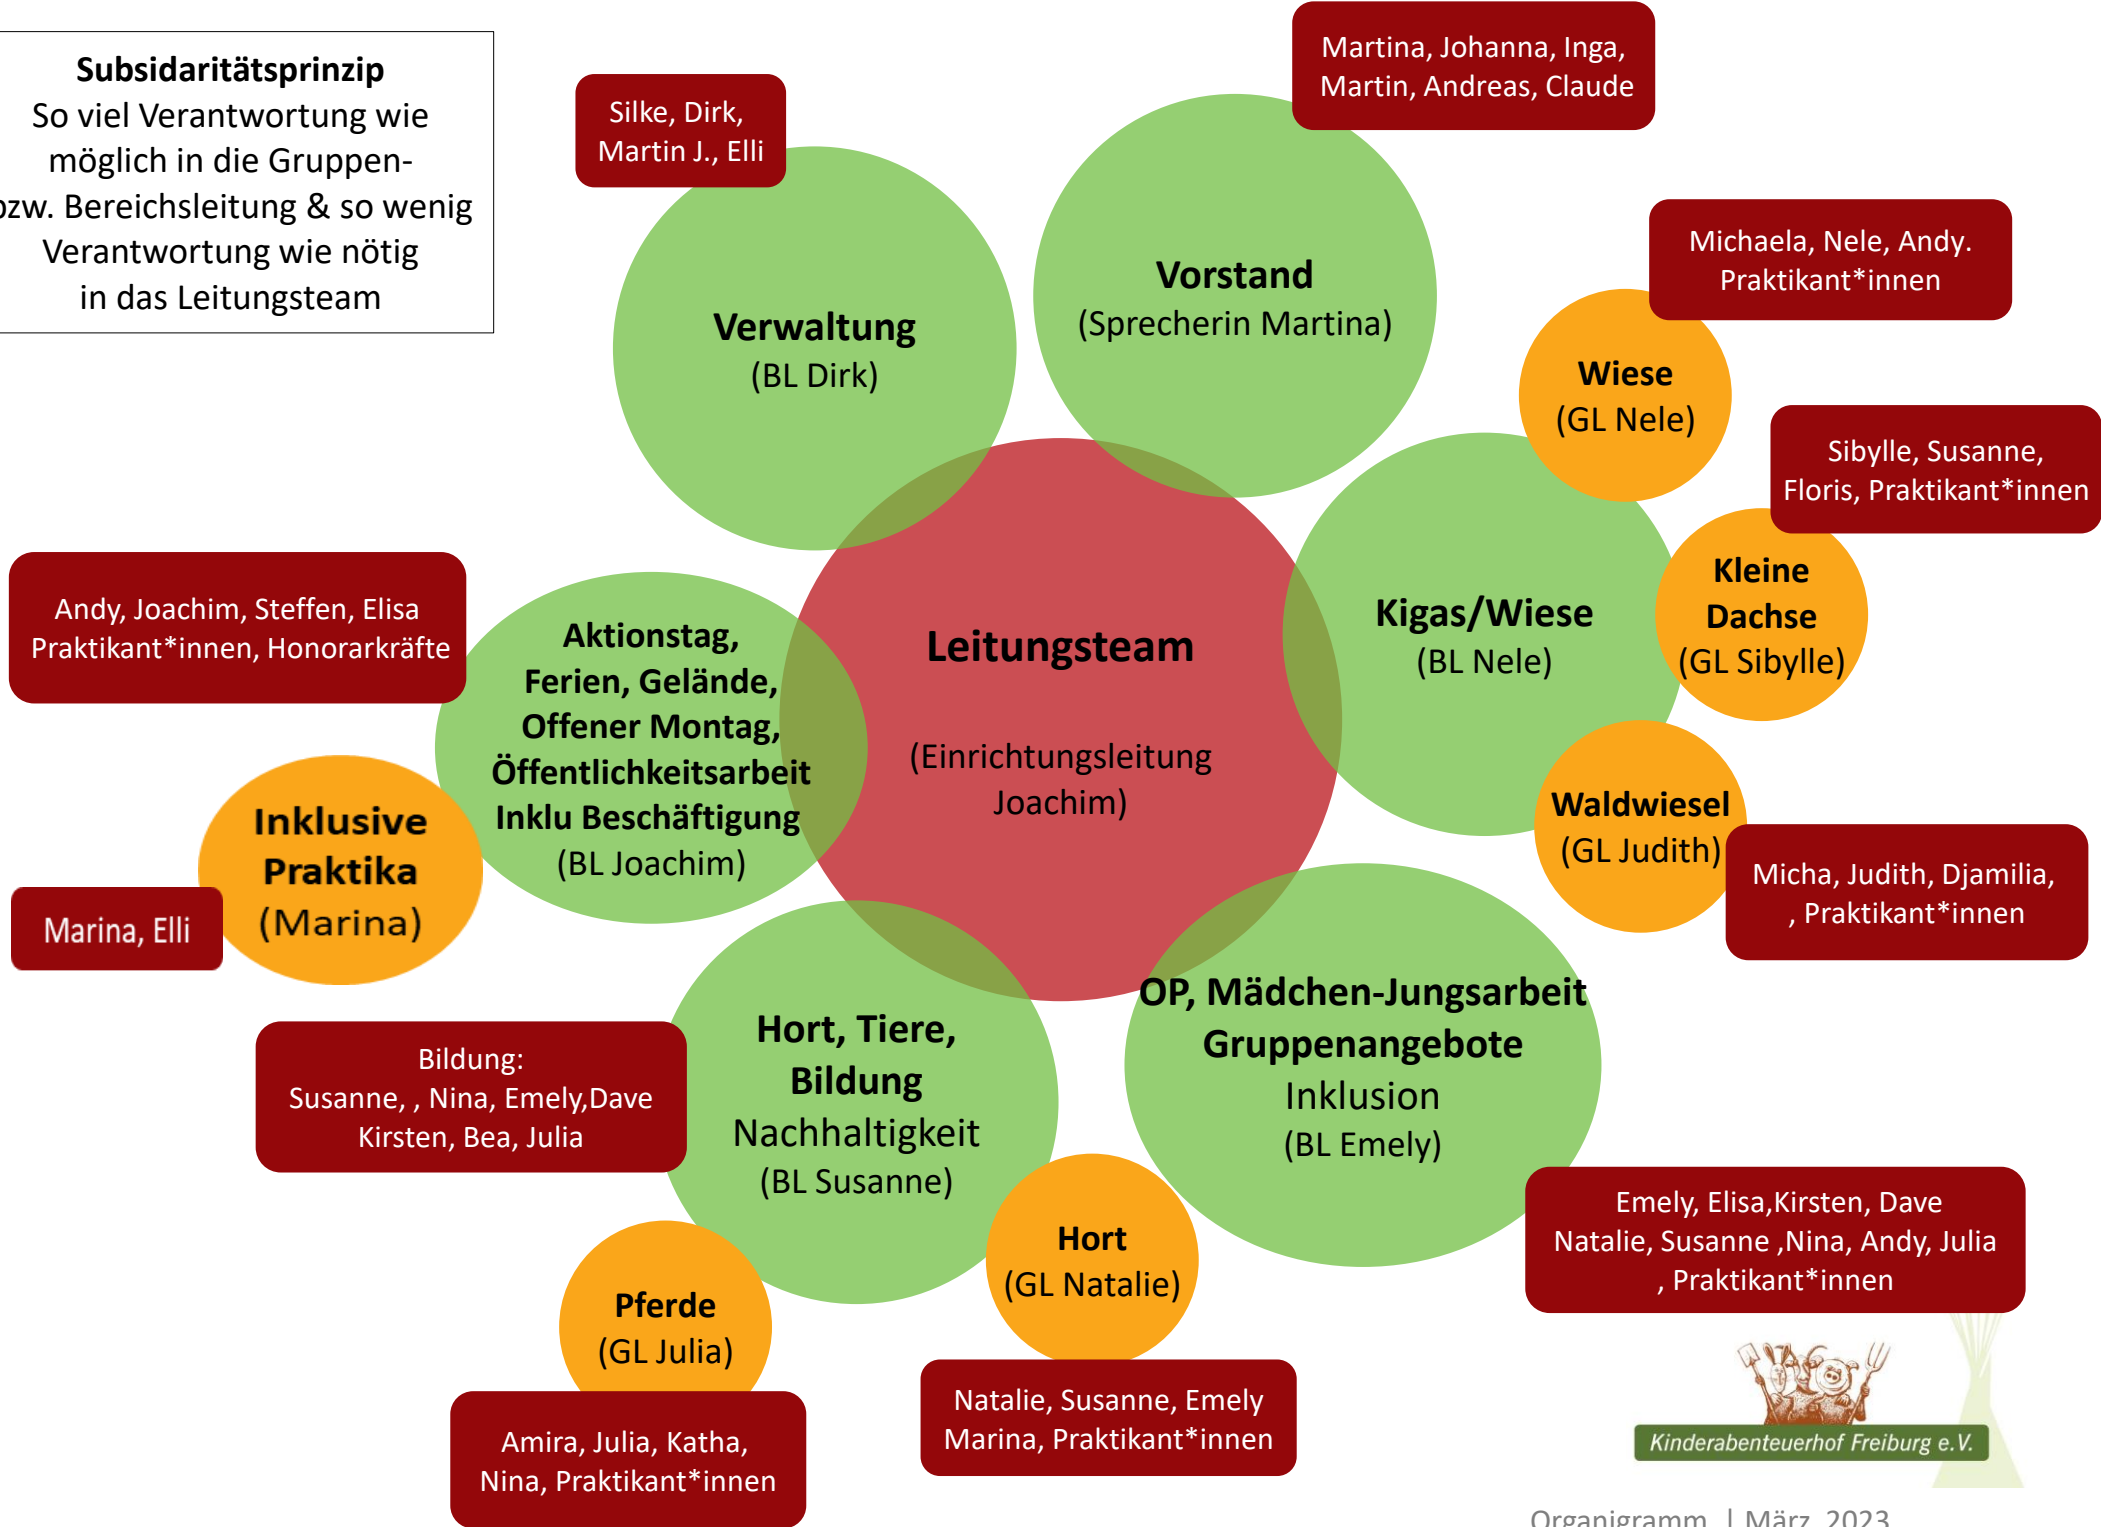 Subsidaritätsprinzip
So viel Verantwortung wie
möglich in die Gruppen-
bzw. Bereichsleitung & so wenig
Verantwortung wie nötig
in das Leitungsteam
Silke, Dirk,
Martin J., Elli
Martina, Johanna, Inga,
Martin, Andreas, Claude
Verwaltung
(BL Dirk)
Vorstand
(Sprecherin Martina)
Michaela, Nele, Andy.
Praktikant*innen
Wiese
(GL Nele)
Sibylle, Susanne,
Floris, Praktikant*innen
Kleine
Dachse
(GL Sibylle)
Kigas/Wiese
(BL Nele)
Leitungsteam
(Einrichtungsleitung
Joachim)
Andy, Joachim, Steffen, Elisa
Praktikant*innen, Honorarkräfte
Aktionstag,
Ferien, Gelände,
Offener Montag,
Öffentlichkeitsarbeit
Inklu Beschäftigung
(BL Joachim)
Inklusive
Praktika
(Marina)
Marina, Elli
Waldwiesel
(GL Judith)
Micha, Judith, Djamilia,
, Praktikant*innen
OP, Mädchen-Jungsarbeit
Gruppenangebote
Inklusion
(BL Emely)
Hort, Tiere,
Bildung
Nachhaltigkeit
(BL Susanne)
Bildung:
Susanne, , Nina, Emely,Dave
Kirsten, Bea, Julia
Emely, Elisa,Kirsten, Dave
Natalie, Susanne ,Nina, Andy, Julia
, Praktikant*innen
Hort
(GL Natalie)
Pferde
(GL Julia)
Natalie, Susanne, Emely
Marina, Praktikant*innen
Amira, Julia, Katha,
Nina, Praktikant*innen
Kinderabenteuerhof Freiburg e.V.
Organigramm | März 2023